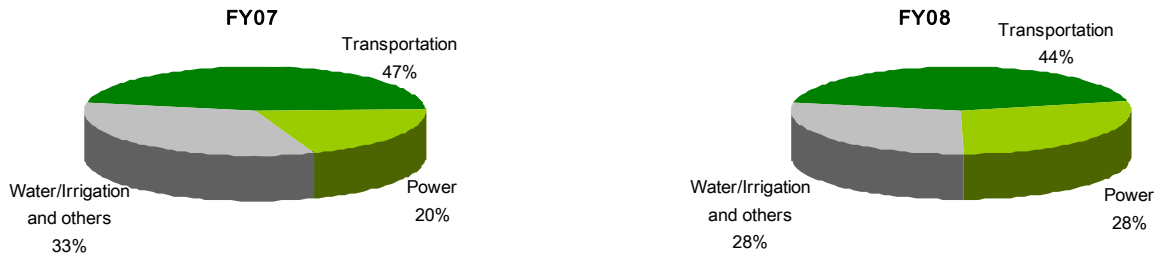 FY07
Transportation
47%
Water/Irrigation
and others
33%
Power
20%
FY08
Transportation
44%
Water/Irrigation
and others
28%
Power
28%